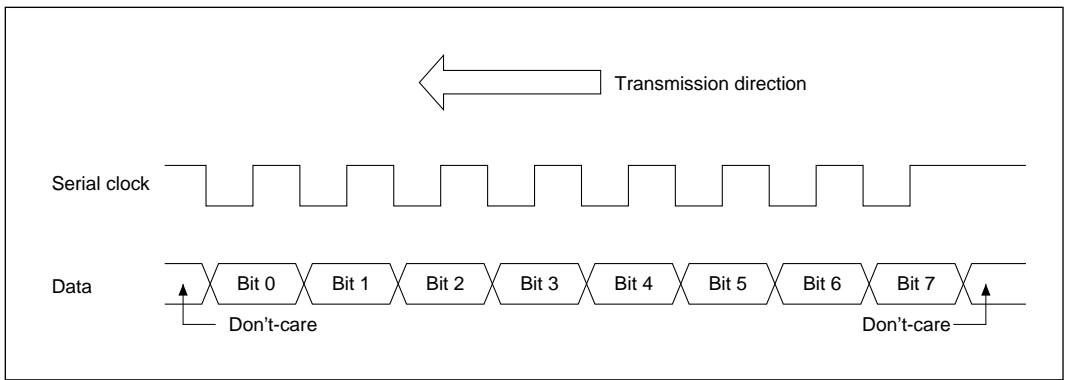 Transmission direction
Serial clock
Data
Bit 0 Bit 1 Bit 2 Bit 3 Bit 4 Bit 5 Bit 6 Bit 7
Don't-care Don't-care